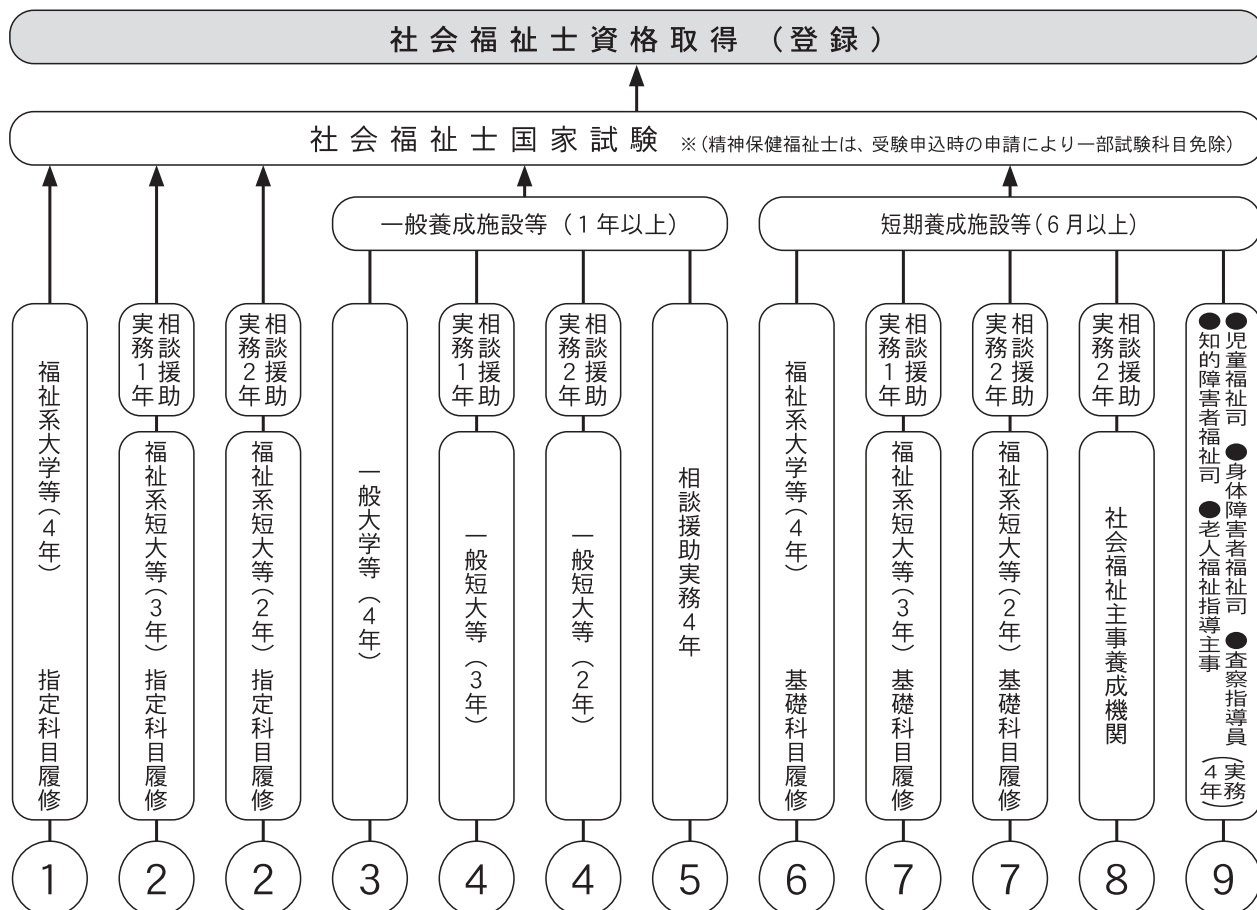 社会福祉士資格取得（登録）
社会福祉士国家試験 ※（精神保健福祉士は、受験申込時の申請により一部試験科目免除）
一般養成施設等（1年以上）
短期養成施設等（6月以上）
福祉系大学等（4年） 指定科目履修
相談援助
実務1年
福祉系短大等（3年） 指定科目履修
相談援助
実務2年
福祉系短大等（2年） 指定科目履修
一般大学等（4年）
相談援助
実務1年
一般短大等（3年）
相談援助
実務2年
一般短大等（2年）
相談援助実務4年
福祉系大学等（4年） 基礎科目履修
相談援助
実務1年
福祉系短大等（3年） 基礎科目履修
相談援助
実務2年
福祉系短大等（2年） 基礎科目履修
相談援助
実務2年
社会福祉主事養成機関
●児童福祉司 ●身体障害者福祉司 ●査察指導員
●知的障害者福祉司 ●老人福祉指導主事
（実務
4年）
1 2 2 3 4 4 5 6 7 7 8 9